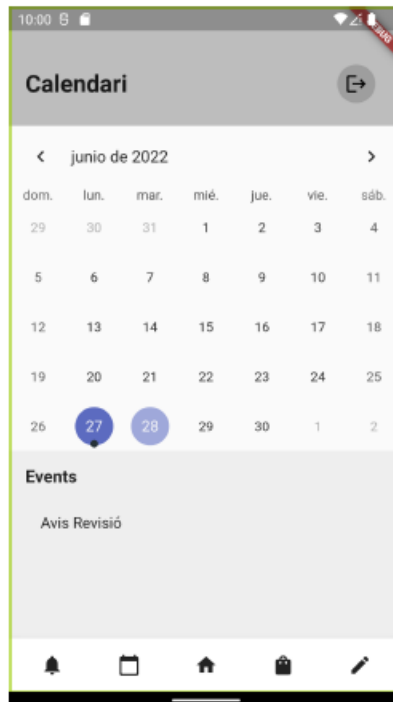 10:00
DEBUG
Calendari
junio de 2022
dom. lun. mar. mié. jue. vie. sáb.
29 30 31 1 2 3 4
5 6 7 8 9 10 11
12 13 14 15 16 17 18
19 20 21 22 23 24 25
26 27 28 29 30 1 2
Events
Avis Revisió